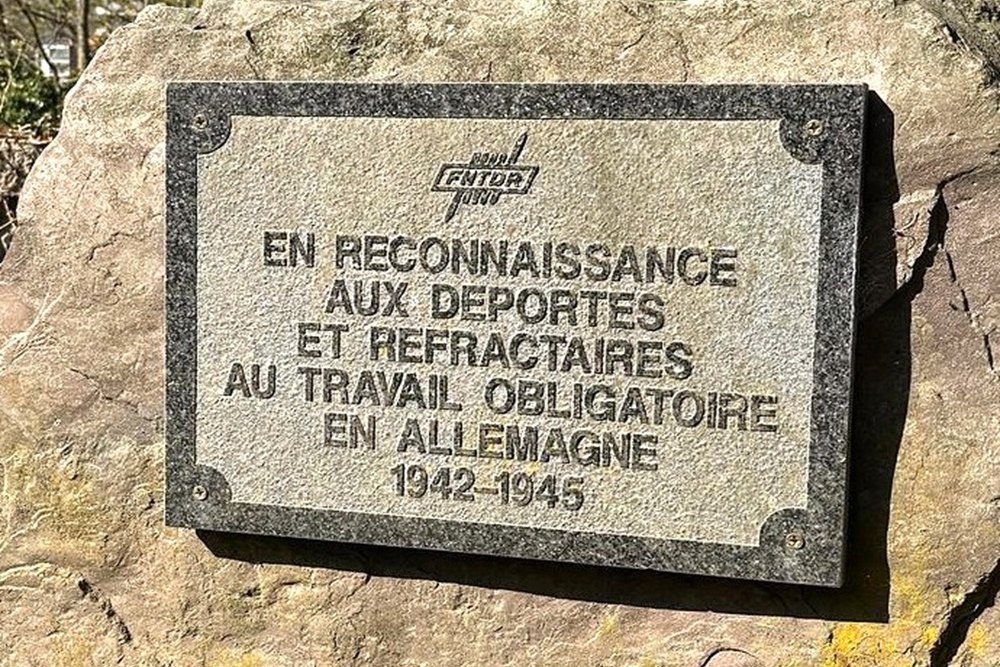 FNTDR
EN RECONNAISSANCE
AUX DEPORTES
ET REFRACTAIRES
AU TRAVAIL OBLIGATOIRE
EN ALLEMAGNE
1942-1945